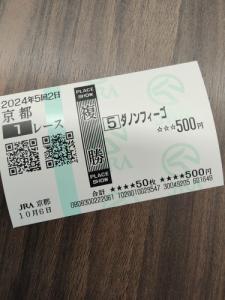 2024年5回2日
京都
1レース
JRA 京都
10月6日
PLACE SHOW
複勝
PLACE SHOW
5 ダノンフィーゴ
☆☆☆500円
合計 ★★★★50枚 ★★★★500円